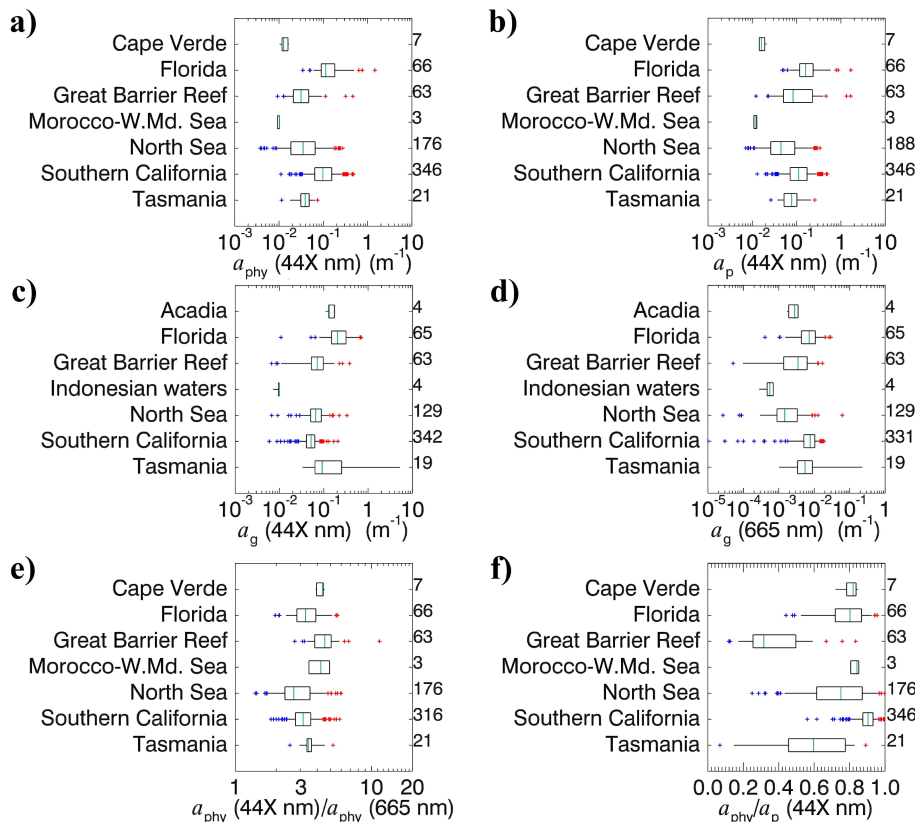 a)
Cape Verde 7
Florida 66
Great Barrier Reef 63
Morocco-W.Md. Sea 3
North Sea 176
Southern California 346
Tasmania 21
10⁻³ 10⁻² 10⁻¹ 1 10
a_phy (44X nm) (m⁻¹)
b)
Cape Verde 7
Florida 66
Great Barrier Reef 63
Morocco-W.Md. Sea 3
North Sea 188
Southern California 346
Tasmania 21
10⁻³ 10⁻² 10⁻¹ 1 10
a_p (44X nm) (m⁻¹)
c)
Acadia 4
Florida 65
Great Barrier Reef 63
Indonesian waters 4
North Sea 129
Southern California 342
Tasmania 19
10⁻³ 10⁻² 10⁻¹ 1 10
a_g (44X nm) (m⁻¹)
d)
Acadia 4
Florida 65
Great Barrier Reef 63
Indonesian waters 4
North Sea 129
Southern California 331
Tasmania 19
10⁻⁵ 10⁻⁴ 10⁻³ 10⁻² 10⁻¹ 1
a_g (665 nm) (m⁻¹)
e)
Cape Verde 7
Florida 66
Great Barrier Reef 63
Morocco-W.Md. Sea 3
North Sea 176
Southern California 316
Tasmania 21
1 3 10 20
a_phy (44X nm)/a_phy (665 nm)
f)
Cape Verde 7
Florida 66
Great Barrier Reef 63
Morocco-W.Md. Sea 3
North Sea 176
Southern California 346
Tasmania 21
0.0 0.2 0.4 0.6 0.8 1.0
a_phy/a_p (44X nm)